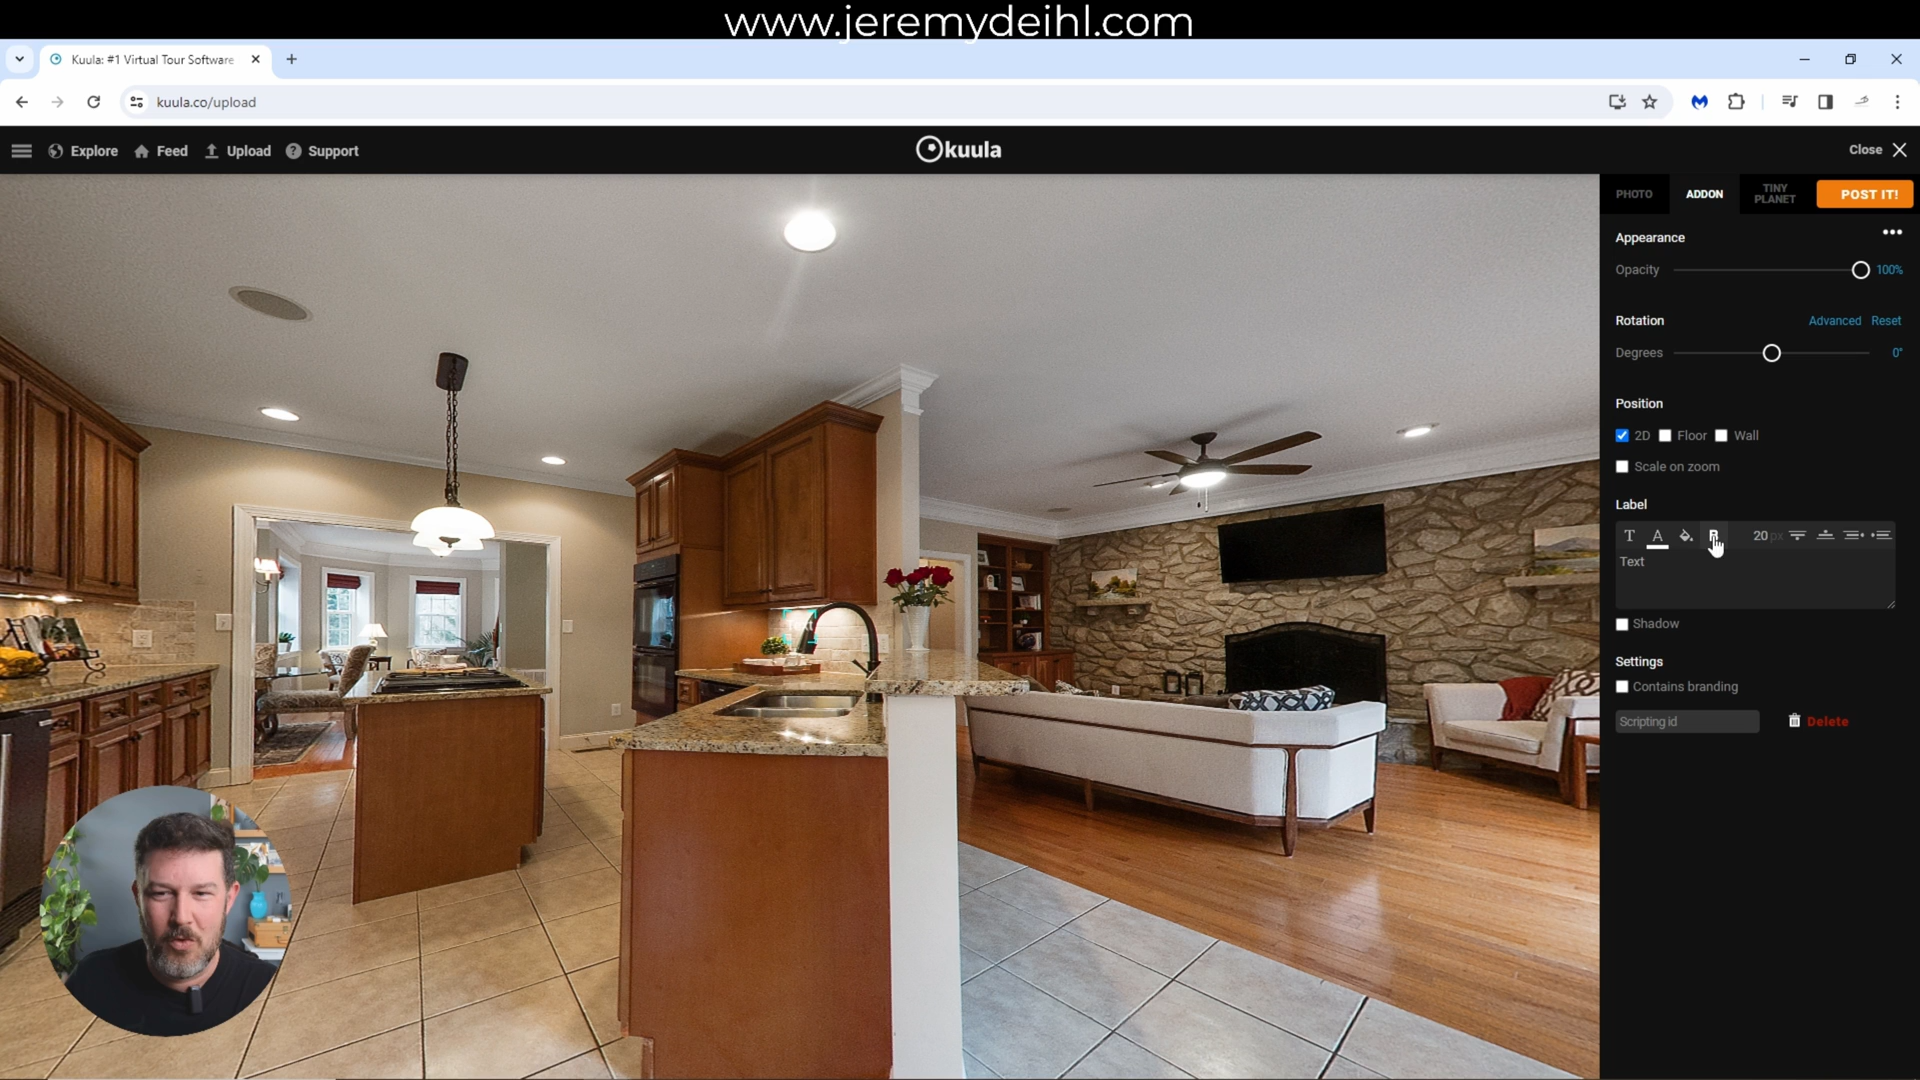 www.jeremydeihl.com
Kuula: #1 Virtual Tour Software
kuula.co/upload
Explore
Feed
Upload
Support
kuula
Close
PHOTO
ADDON
TINY PLANET
POST IT!
Appearance
Opacity
100%
Rotation
Advanced
Reset
Degrees
0°
Position
2D
Floor
Wall
Scale on zoom
Label
T A B 20 px
Text
Shadow
Settings
Contains branding
Scripting id
Delete